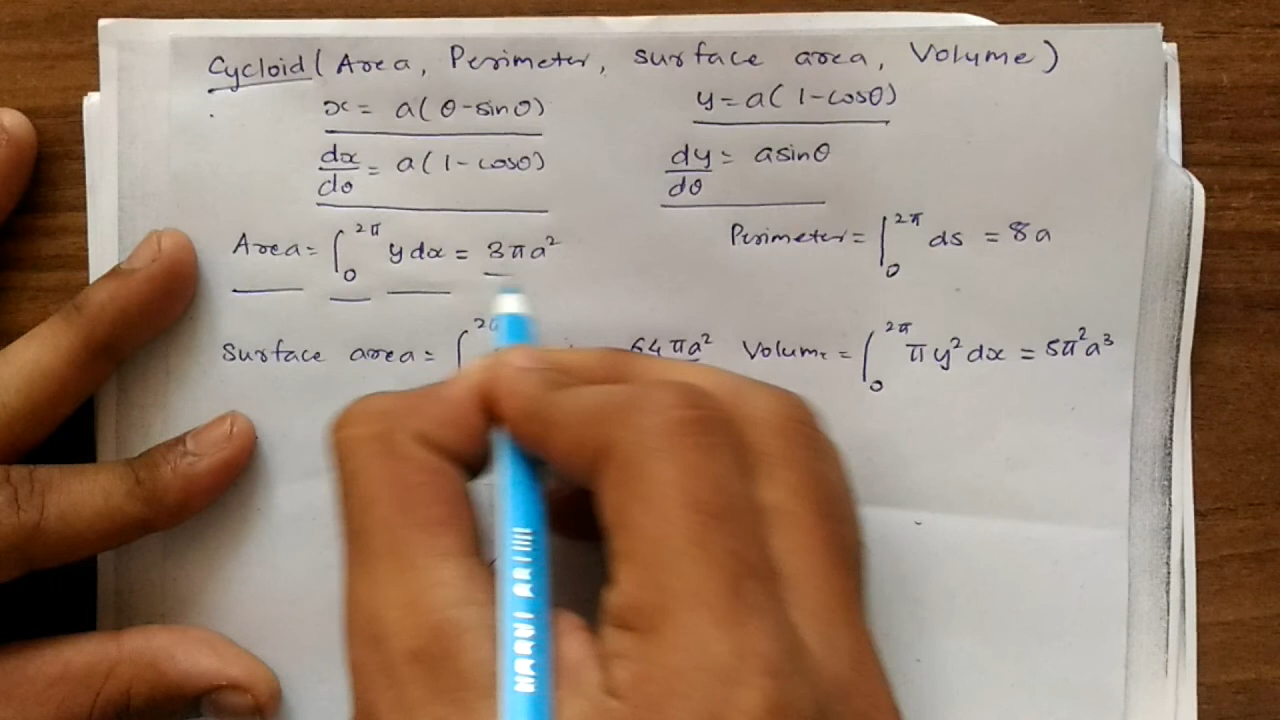 Cycloid (Area, Perimeter, surface area, Volume)
x = a(θ-sinθ) y = a(1-cosθ)
dx/dθ = a(1-cosθ) dy/dθ = asinθ
Area = ∫₀^2π y dx = 3πa² Perimeter = ∫₀^2π ds = 8a
Surface area = ∫ 64πa² Volume = ∫₀^2π πy² dx = 5π²a³